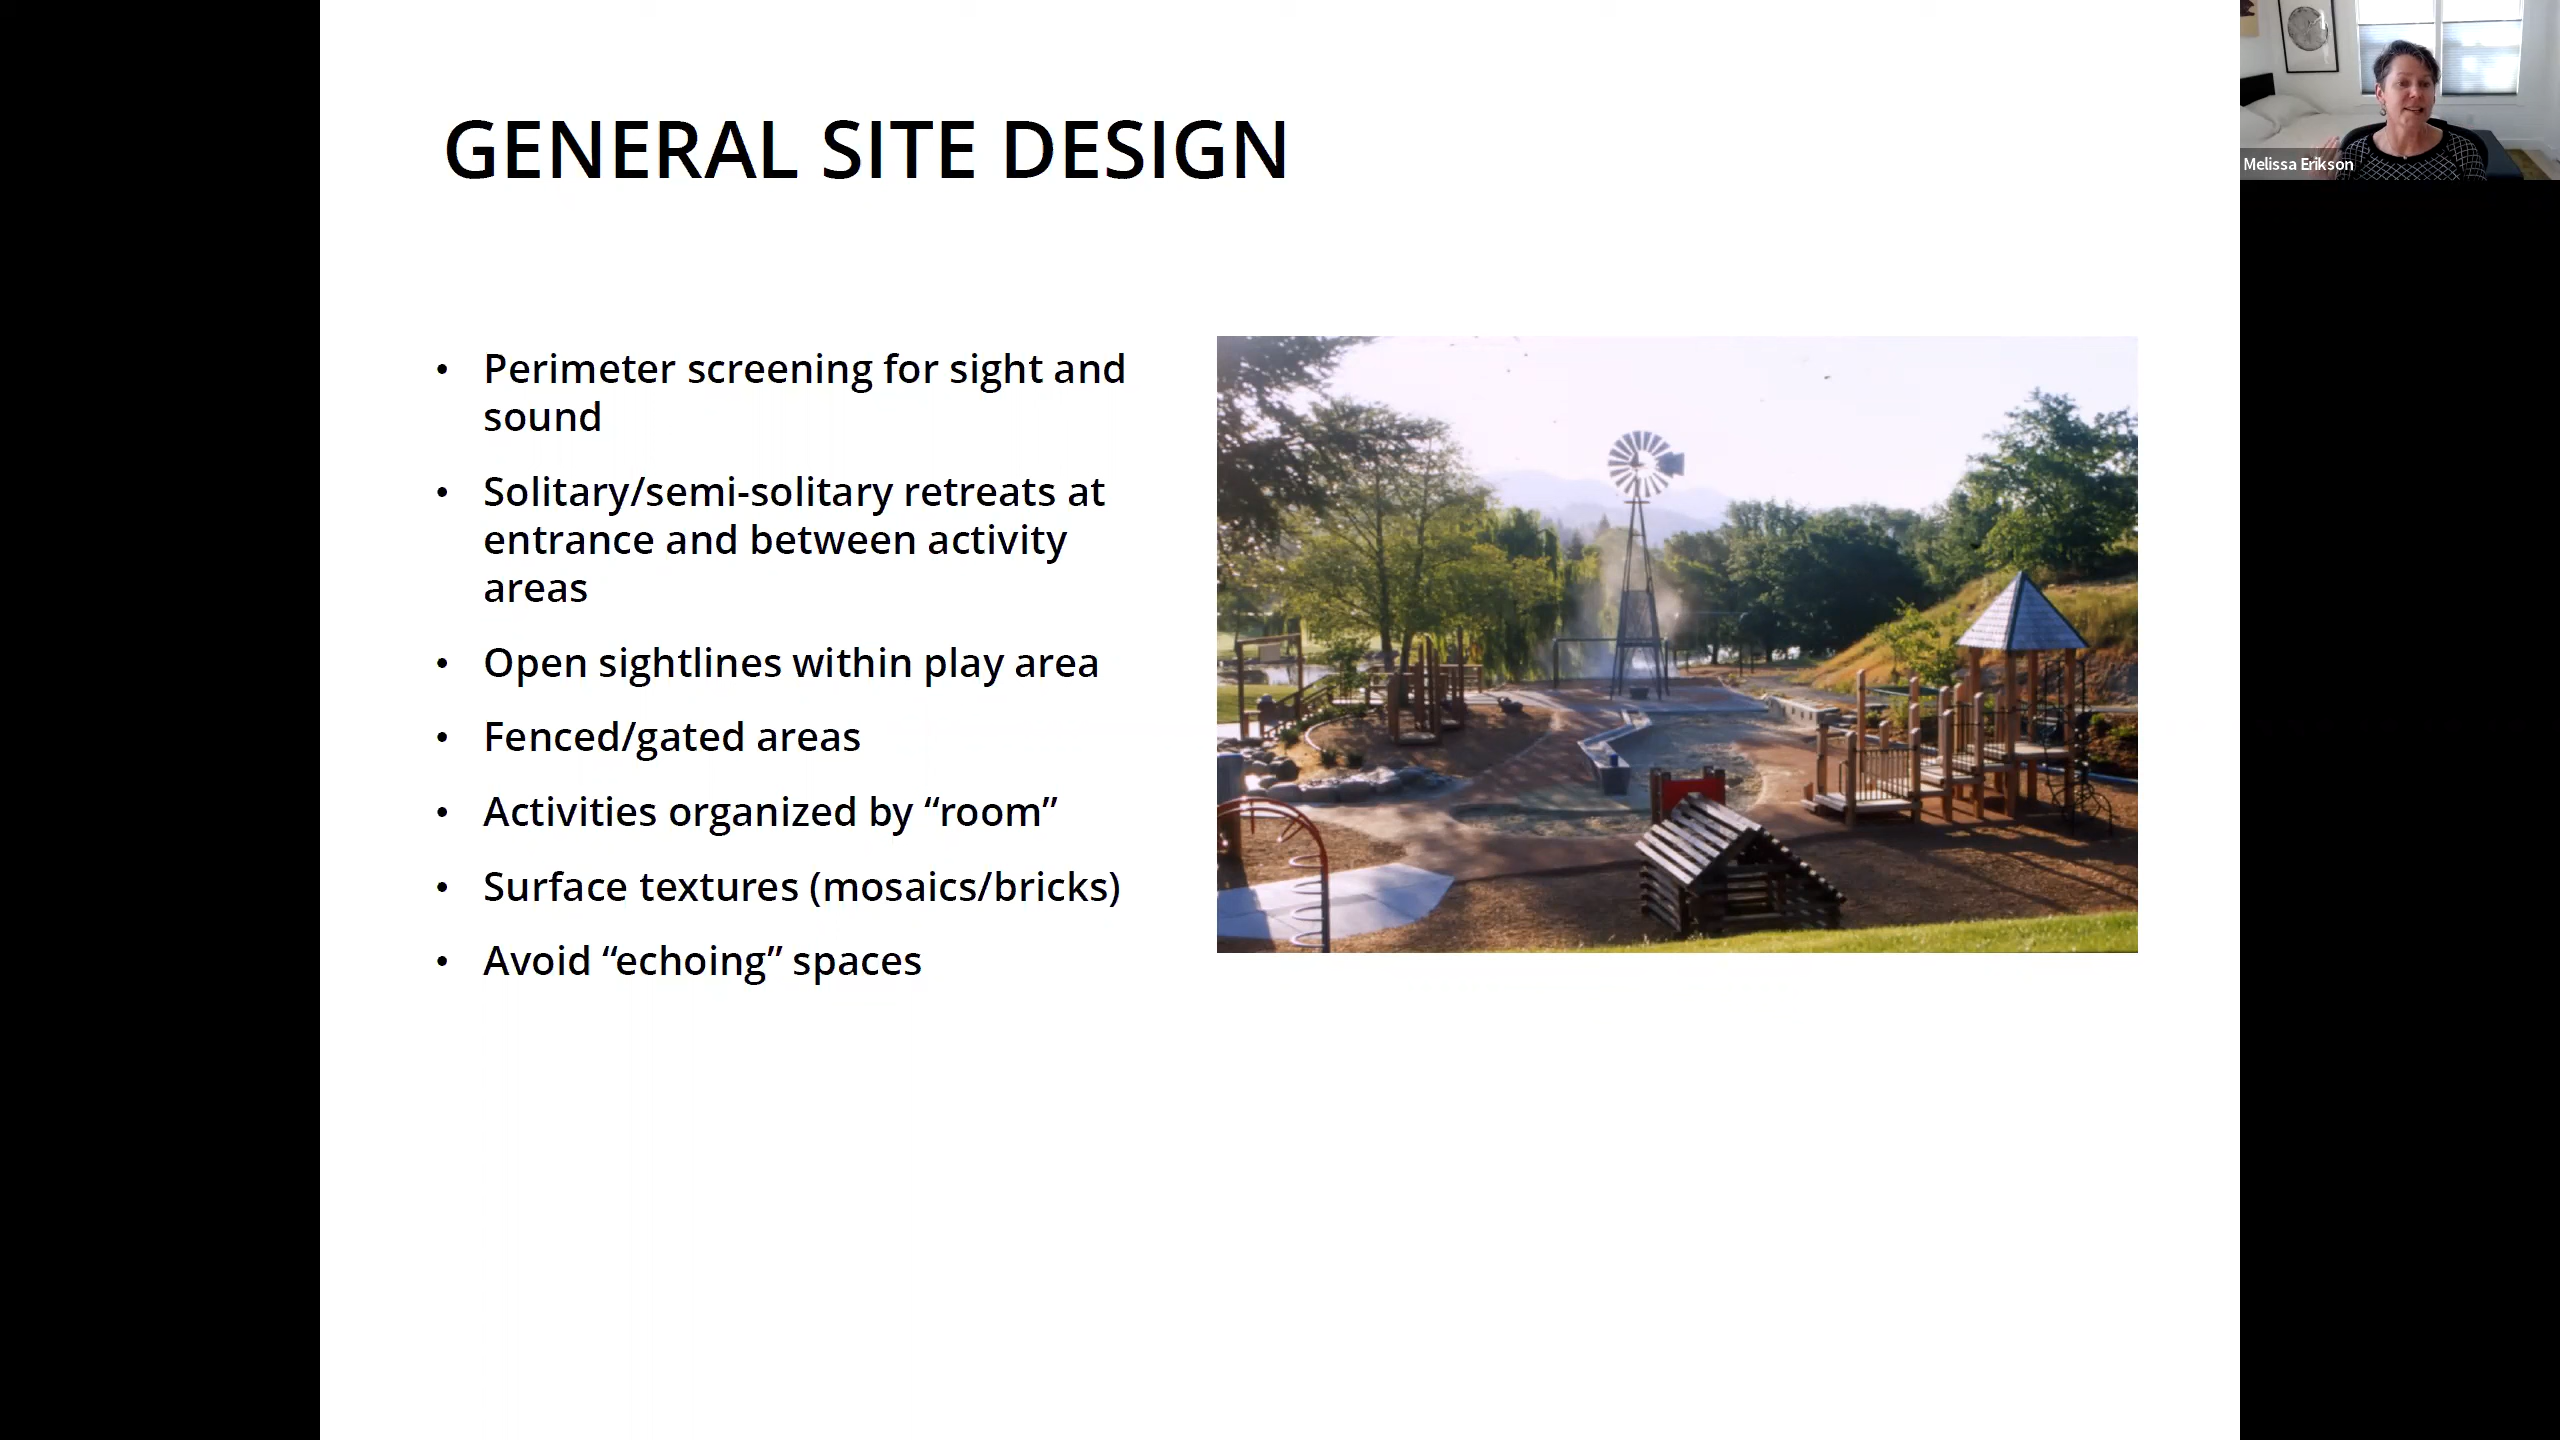 GENERAL SITE DESIGN
• Perimeter screening for sight and
sound
• Solitary/semi-solitary retreats at
entrance and between activity
areas
• Open sightlines within play area
• Fenced/gated areas
• Activities organized by “room”
• Surface textures (mosaics/bricks)
• Avoid “echoing” spaces
Melissa Erikson